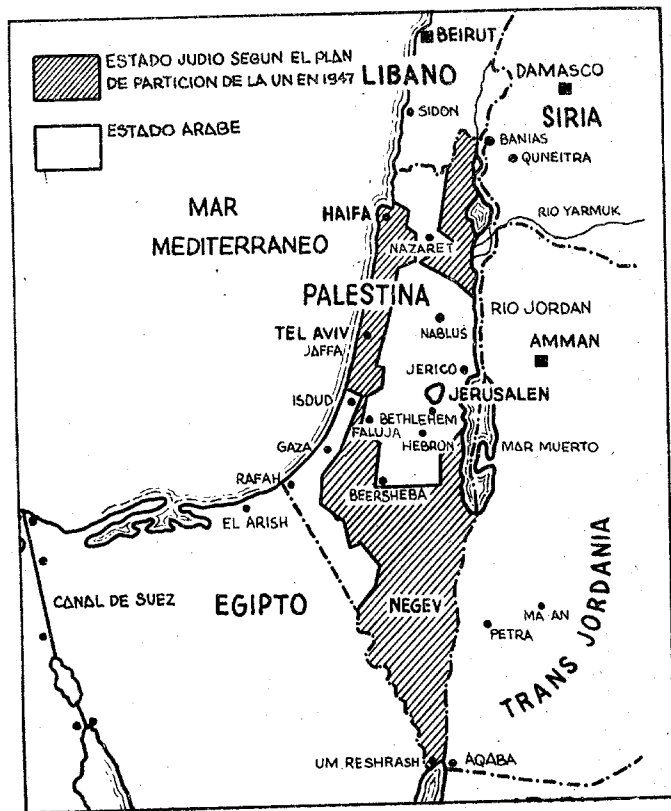 ESTADO JUDIO SEGUN EL PLAN
DE PARTICION DE LA UN EN 1947
ESTADO ARABE
BEIRUT
LIBANO
DAMASCO
SIDON
SIRIA
BANIAS
QUNEITRA
MAR
MEDITERRANEO
HAIFA
RIO YARMUK
NAZARET
PALESTINA
RIO JORDAN
TEL AVIV
JAFFA
NABLUS
AMMAN
JERICO
ISDUD
JERUSALEN
BETHLEHEM
FALUJA
HEBRON
GAZA
MAR MUERTO
RAFAH
BEERSHEBA
EL ARISH
CANAL DE SUEZ
EGIPTO
NEGEV
MA AN
PETRA
TRANS JORDANIA
UM RESHRASH
AQABA